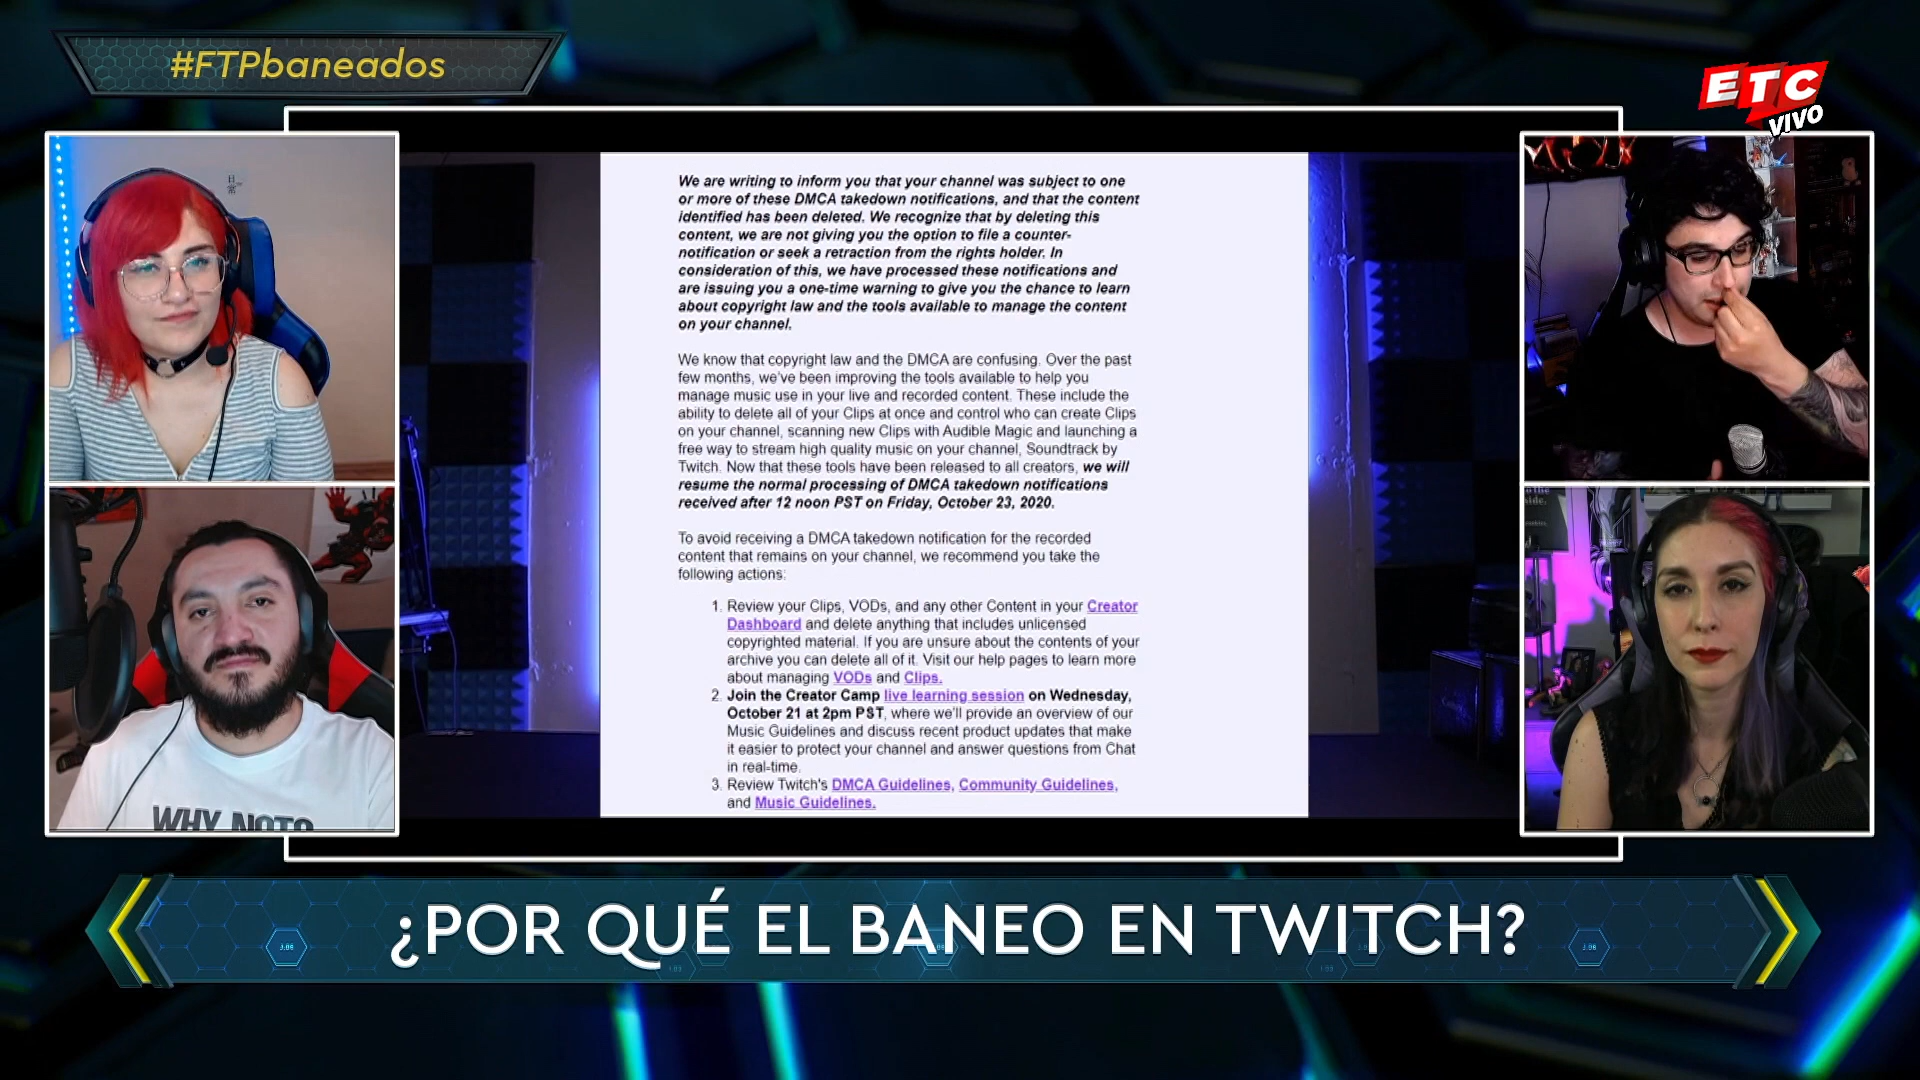 #FTPbaneados
ETC
VIVO
We are writing to inform you that your channel was subject to one
or more of these DMCA takedown notifications, and that the content
identified has been deleted. We recognize that by deleting this
content, we are not giving you the option to file a counter-
notification or seek a retraction from the rights holder. In
consideration of this, we have processed these notifications and
are issuing you a one-time warning to give you the chance to learn
about copyright law and the tools available to manage the content
on your channel.
We know that copyright law and the DMCA are confusing. Over the past
few months, we've been improving the tools available to help you
manage music use in your live and recorded content. These include the
ability to delete all of your Clips at once and control who can create Clips
on your channel, scanning new Clips with Audible Magic and launching a
free way to stream high quality music on your channel, Soundtrack by
Twitch. Now that these tools have been released to all creators, we will
resume the normal processing of DMCA takedown notifications
received after 12 noon PST on Friday, October 23, 2020.
To avoid receiving a DMCA takedown notification for the recorded
content that remains on your channel, we recommend you take the
following actions:
1. Review your Clips, VODs, and any other Content in your Creator
Dashboard and delete anything that includes unlicensed
copyrighted material. If you are unsure about the contents of your
archive you can delete all of it. Visit our help pages to learn more
about managing VODs and Clips.
2. Join the Creator Camp live learning session on Wednesday,
October 21 at 2pm PST, where we'll provide an overview of our
Music Guidelines and discuss recent product updates that make
it easier to protect your channel and answer questions from Chat
in real-time.
3. Review Twitch's DMCA Guidelines, Community Guidelines,
and Music Guidelines.
WHY NOT
¿POR QUÉ EL BANEO EN TWITCH?